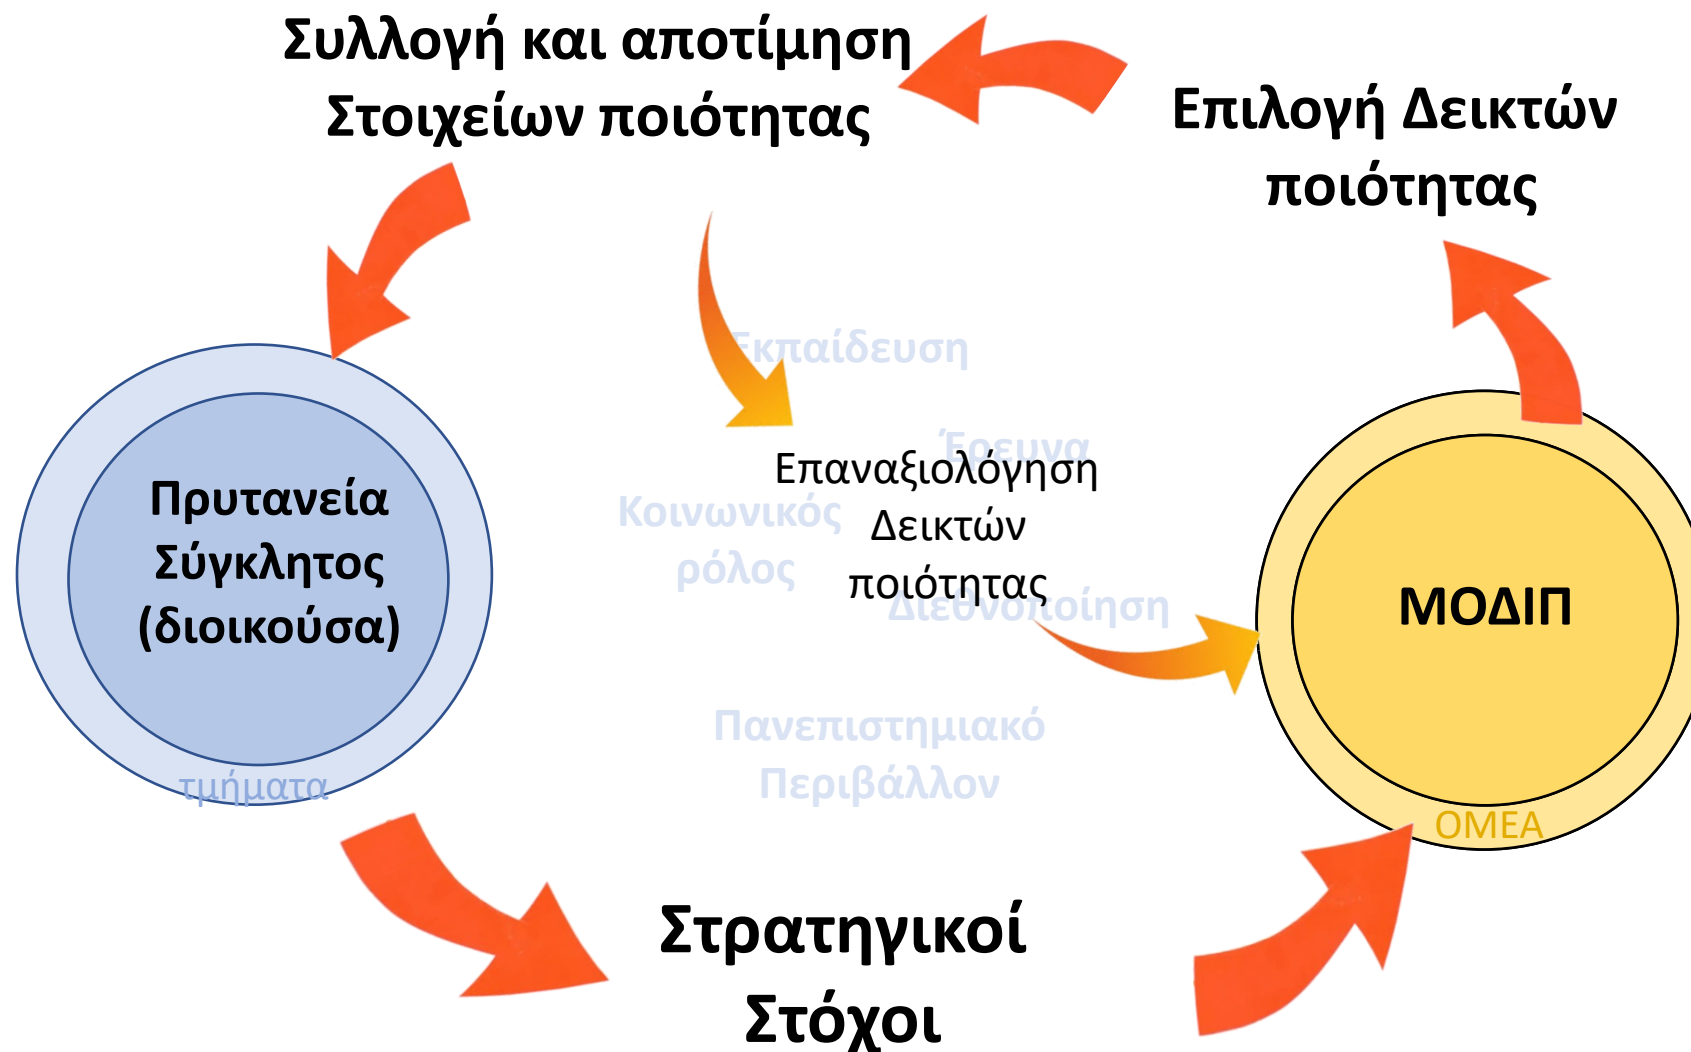 Συλλογή και αποτίμηση
Στοιχείων ποιότητας
Επιλογή Δεικτών
ποιότητας
Εκπαίδευση
Έρευνα
Επαναξιολόγηση
Δεικτών
ποιότητας
Κοινωνικός
ρόλος
Διεθνοποίηση
Πανεπιστημιακό
Περιβάλλον
Πρυτανεία
Σύγκλητος
(διοικούσα)
τμήματα
ΜΟΔΙΠ
ΟΜΕΑ
Στρατηγικοί
Στόχοι